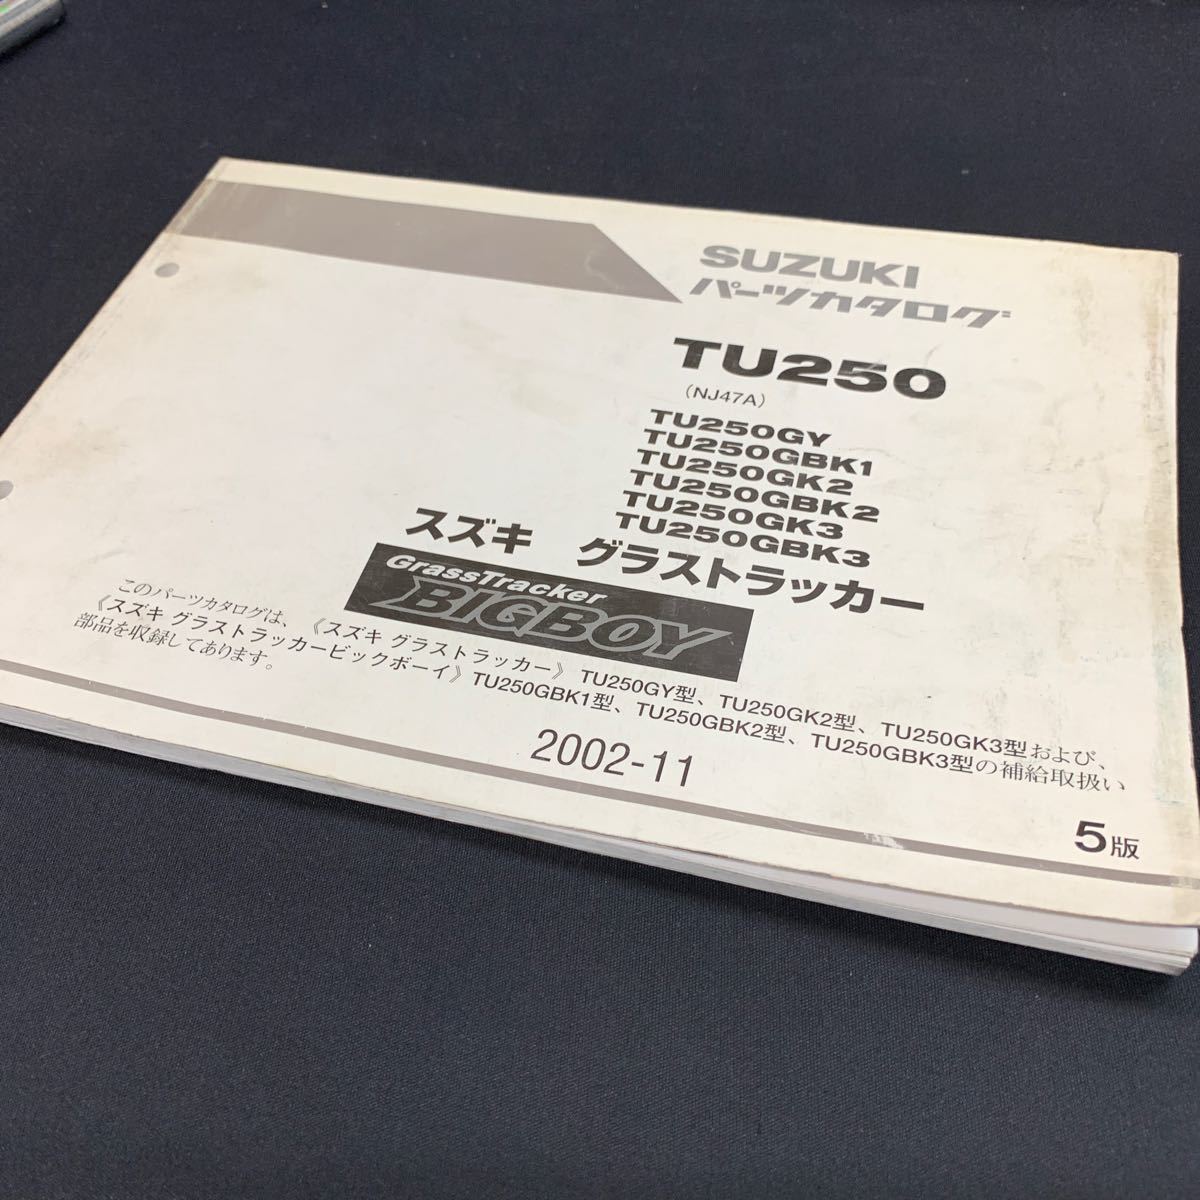 SUZUKI
パーツカタログ
TU250
(NJ47A)
TU250GY
TU250GBK1
TU250GK2
TU250GBK2
TU250GK3
TU250GBK3
スズキ グラストラッカー
GrassTracker
BIGBOY
このパーツカタログは、《スズキ グラストラッカー》TU250GY型、TU250GK2型、TU250GK3型および、
《スズキ グラストラッカービックボーイ》TU250GBK1型、TU250GBK2型、TU250GBK3型の補給取扱い
部品を収録してあります。
2002-11
5版